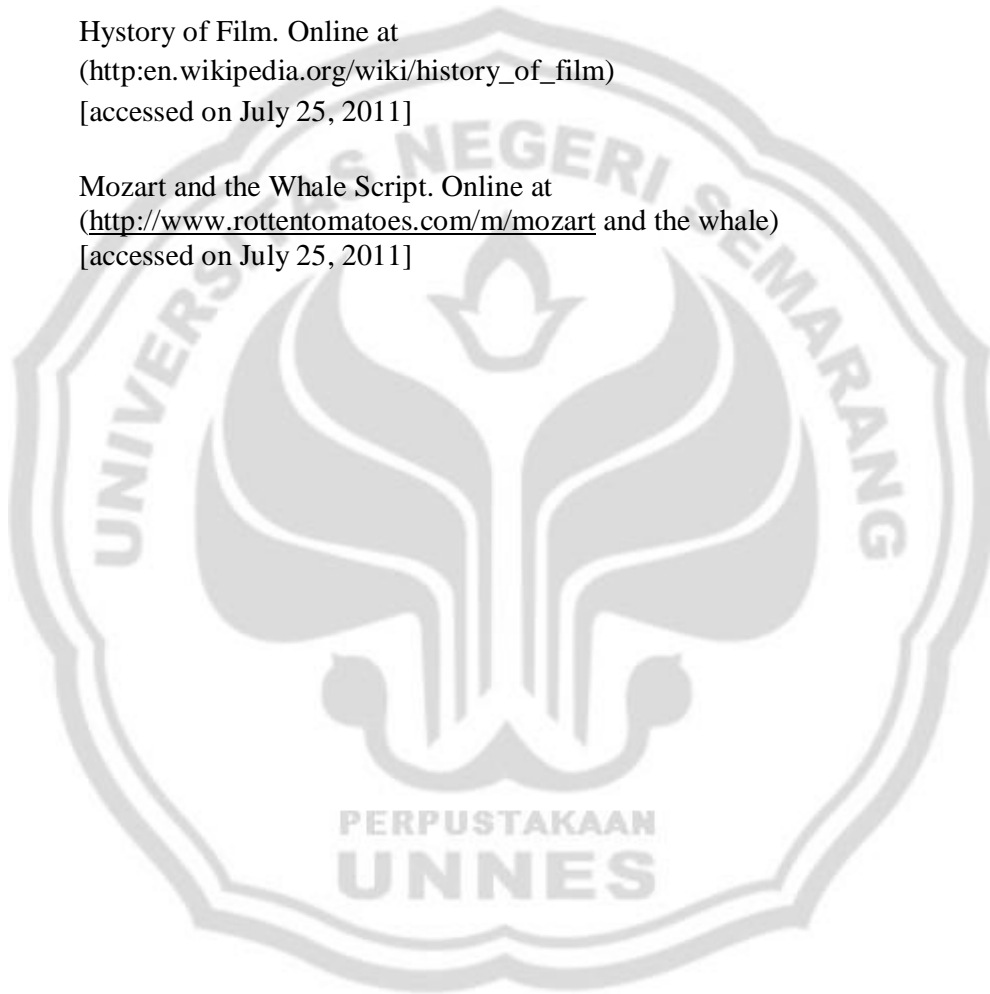 Hystory of Film. Online at
(http:en.wikipedia.org/wiki/history_of_film)
[accessed on July 25, 2011]
Mozart and the Whale Script. Online at
(http://www.rottentomatoes.com/m/mozart and the whale)
[accessed on July 25, 2011]
UNIVERSITAS NEGERI SEMARANG
PERPUSTAKAAN
UNNES